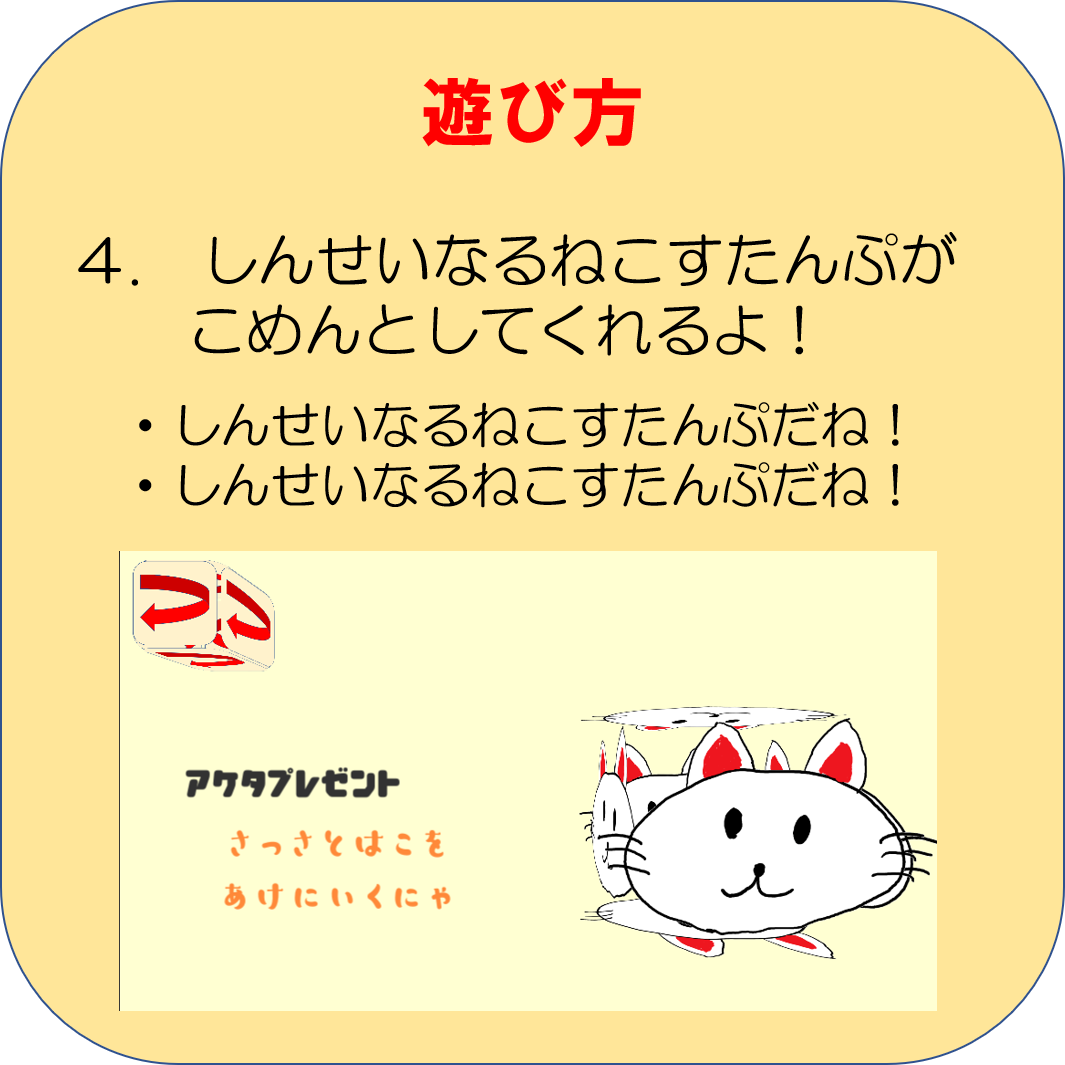 遊び方
４． しんせいなるねこすたんぷが
こめんとしてくれるよ！
・しんせいなるねこすたんぷだね！
・しんせいなるねこすたんぷだね！
アケタプレゼント
さっさとはこを
あけにいくにゃ